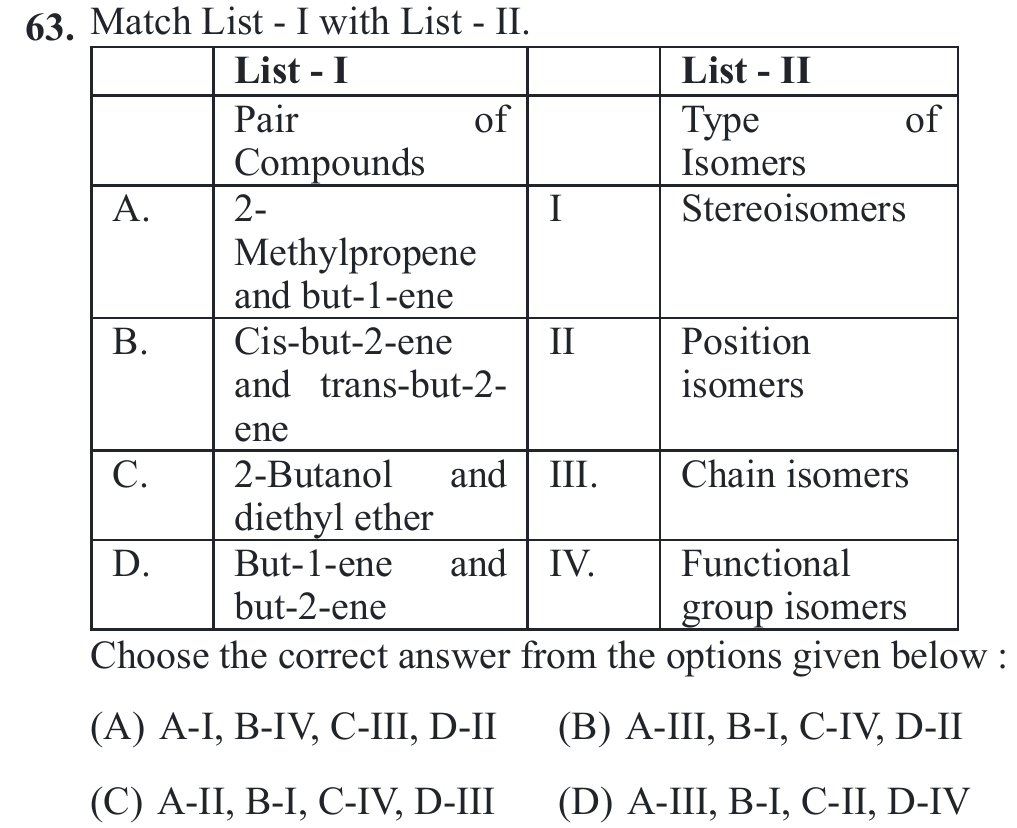 63. Match List - I with List - II.
List - I List - II
Pair of Type of
Compounds Isomers
A. 2- I Stereoisomers
Methylpropene
and but-1-ene
B. Cis-but-2-ene II Position
and trans-but-2- isomers
ene
C. 2-Butanol and III. Chain isomers
diethyl ether
D. But-1-ene and IV. Functional
but-2-ene group isomers
Choose the correct answer from the options given below :
(A) A-I, B-IV, C-III, D-II (B) A-III, B-I, C-IV, D-II
(C) A-II, B-I, C-IV, D-III (D) A-III, B-I, C-II, D-IV